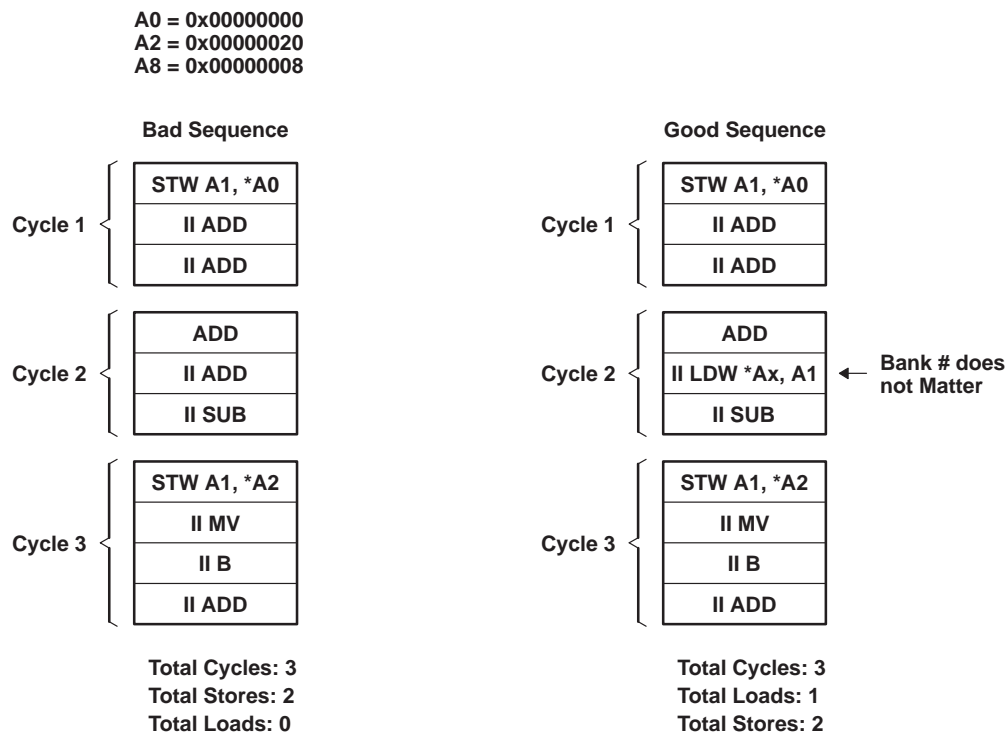 A0 = 0x00000000
A2 = 0x00000020
A8 = 0x00000008
Bad Sequence
Cycle 1
STW A1, *A0
II ADD
II ADD
Cycle 2
ADD
II ADD
II SUB
Cycle 3
STW A1, *A2
II MV
II B
II ADD
Total Cycles: 3
Total Stores: 2
Total Loads: 0
Good Sequence
Cycle 1
STW A1, *A0
II ADD
II ADD
Cycle 2
ADD
II LDW *Ax, A1
II SUB
Bank # does
not Matter
Cycle 3
STW A1, *A2
II MV
II B
II ADD
Total Cycles: 3
Total Loads: 1
Total Stores: 2